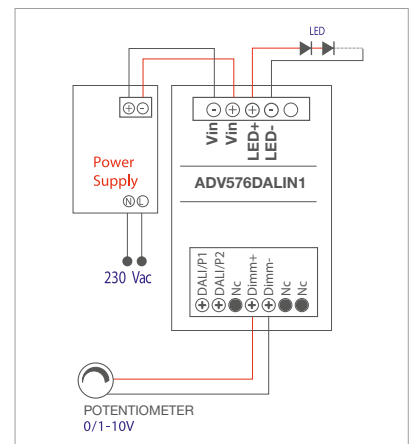 LED
Vin
Vin
LED+
LED-
Power
Supply
ADV576DALIN1
N L
230 Vac
DALI/P1
DALI/P2
Nc
Dimm+
Dimm-
Nc
Nc
POTENTIOMETER
0/1-10V